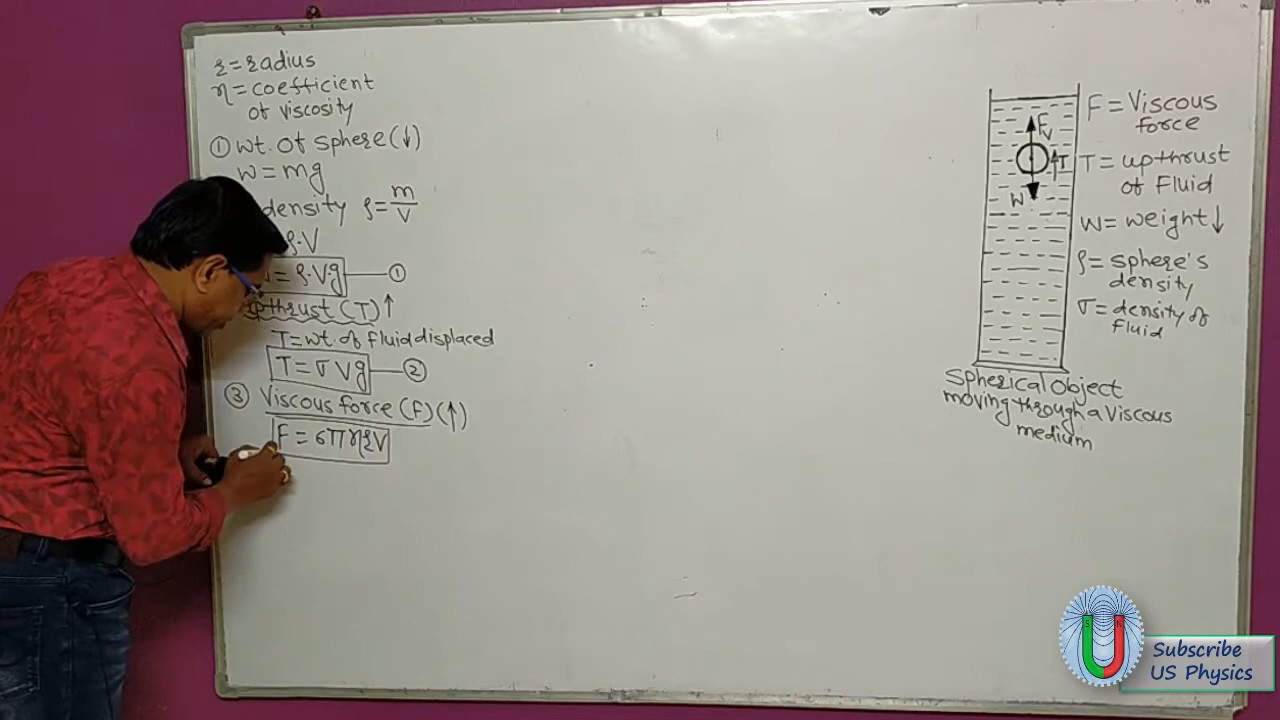 r = radius
η = coefficient
of viscosity
① wt. of sphere (↓)
W = mg
density ρ = m/V
ρ.V
= ρ.Vg — ①
upthrust (T) ↑
T = wt. of fluid displaced
T = σ Vg — ②
③ Viscous force (F) (↑)
F = 6πηrv
Fv
T
W
F = Viscous
force
T = upthrust
of Fluid
W = weight ↓
ρ = sphere's
density
σ = density of
fluid
Spherical Object
moving through a Viscous
medium
S N
Subscribe
US Physics